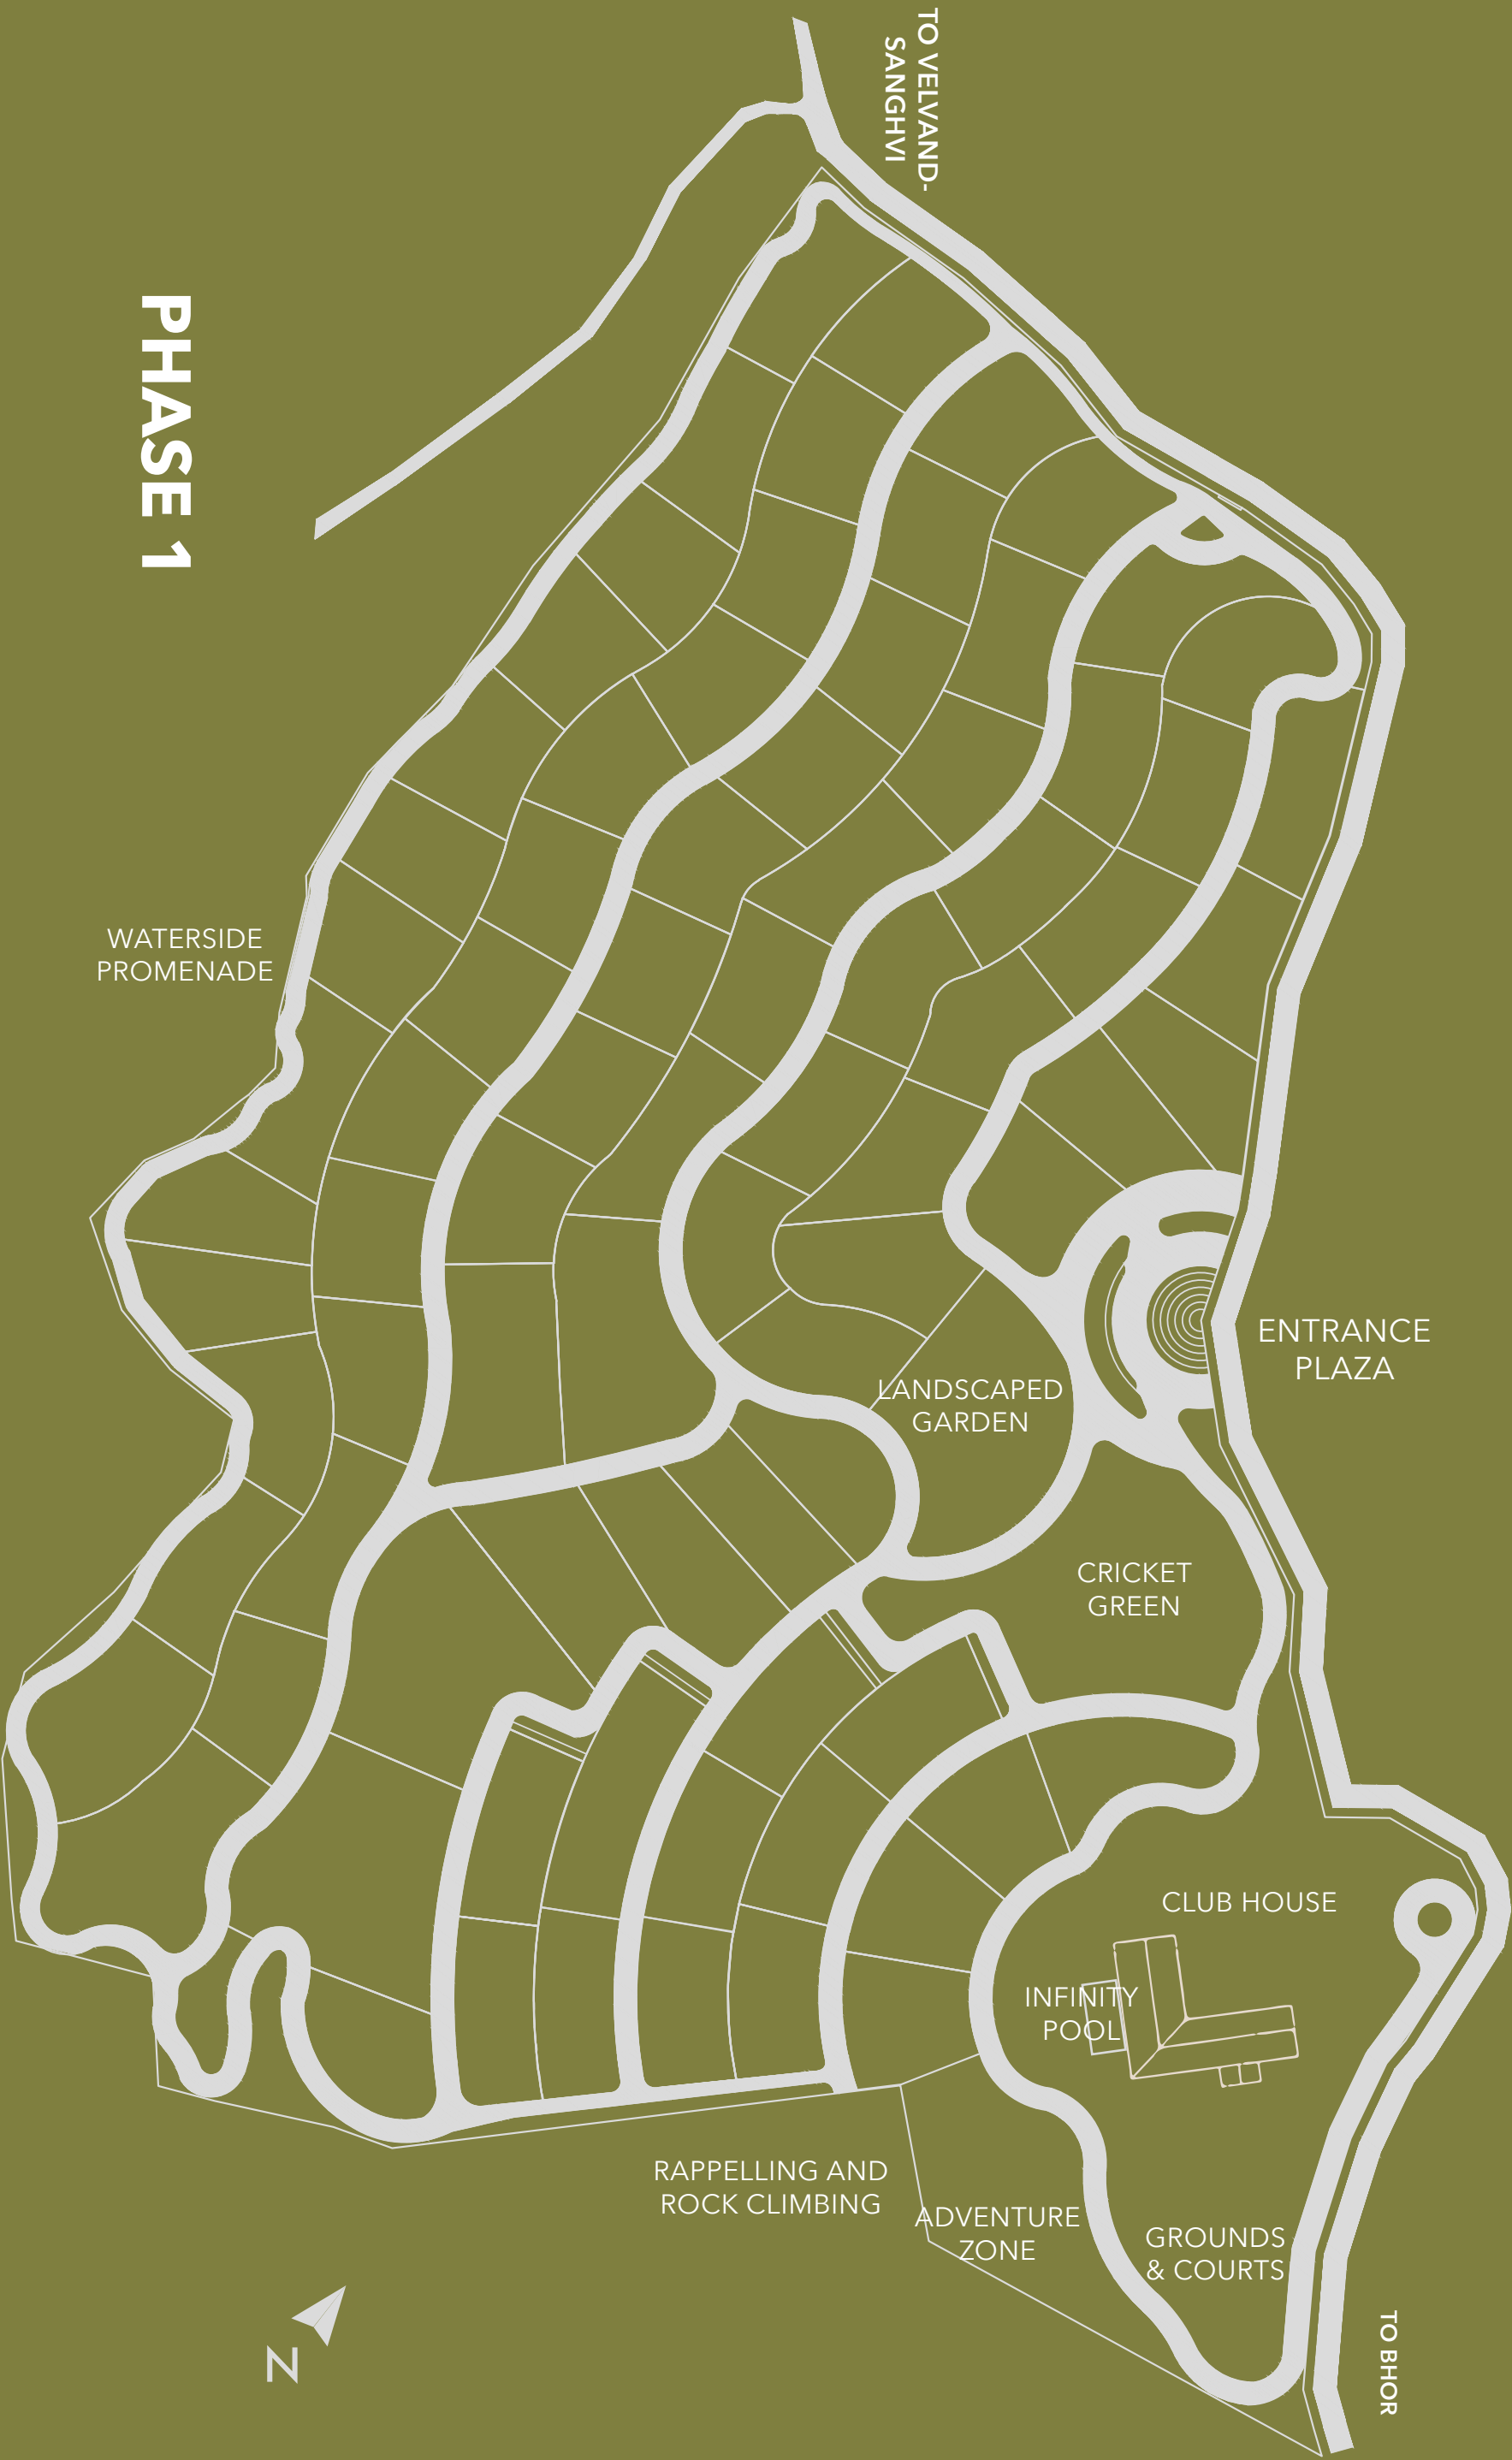 TO VELVAND-
SANGHVI
PHASE 1
WATERSIDE
PROMENADE
ENTRANCE
PLAZA
LANDSCAPED
GARDEN
CRICKET
GREEN
CLUB HOUSE
INFINITY
POOL
RAPPELLING AND
ROCK CLIMBING
ADVENTURE
ZONE
GROUNDS
& COURTS
TO BHOR
N